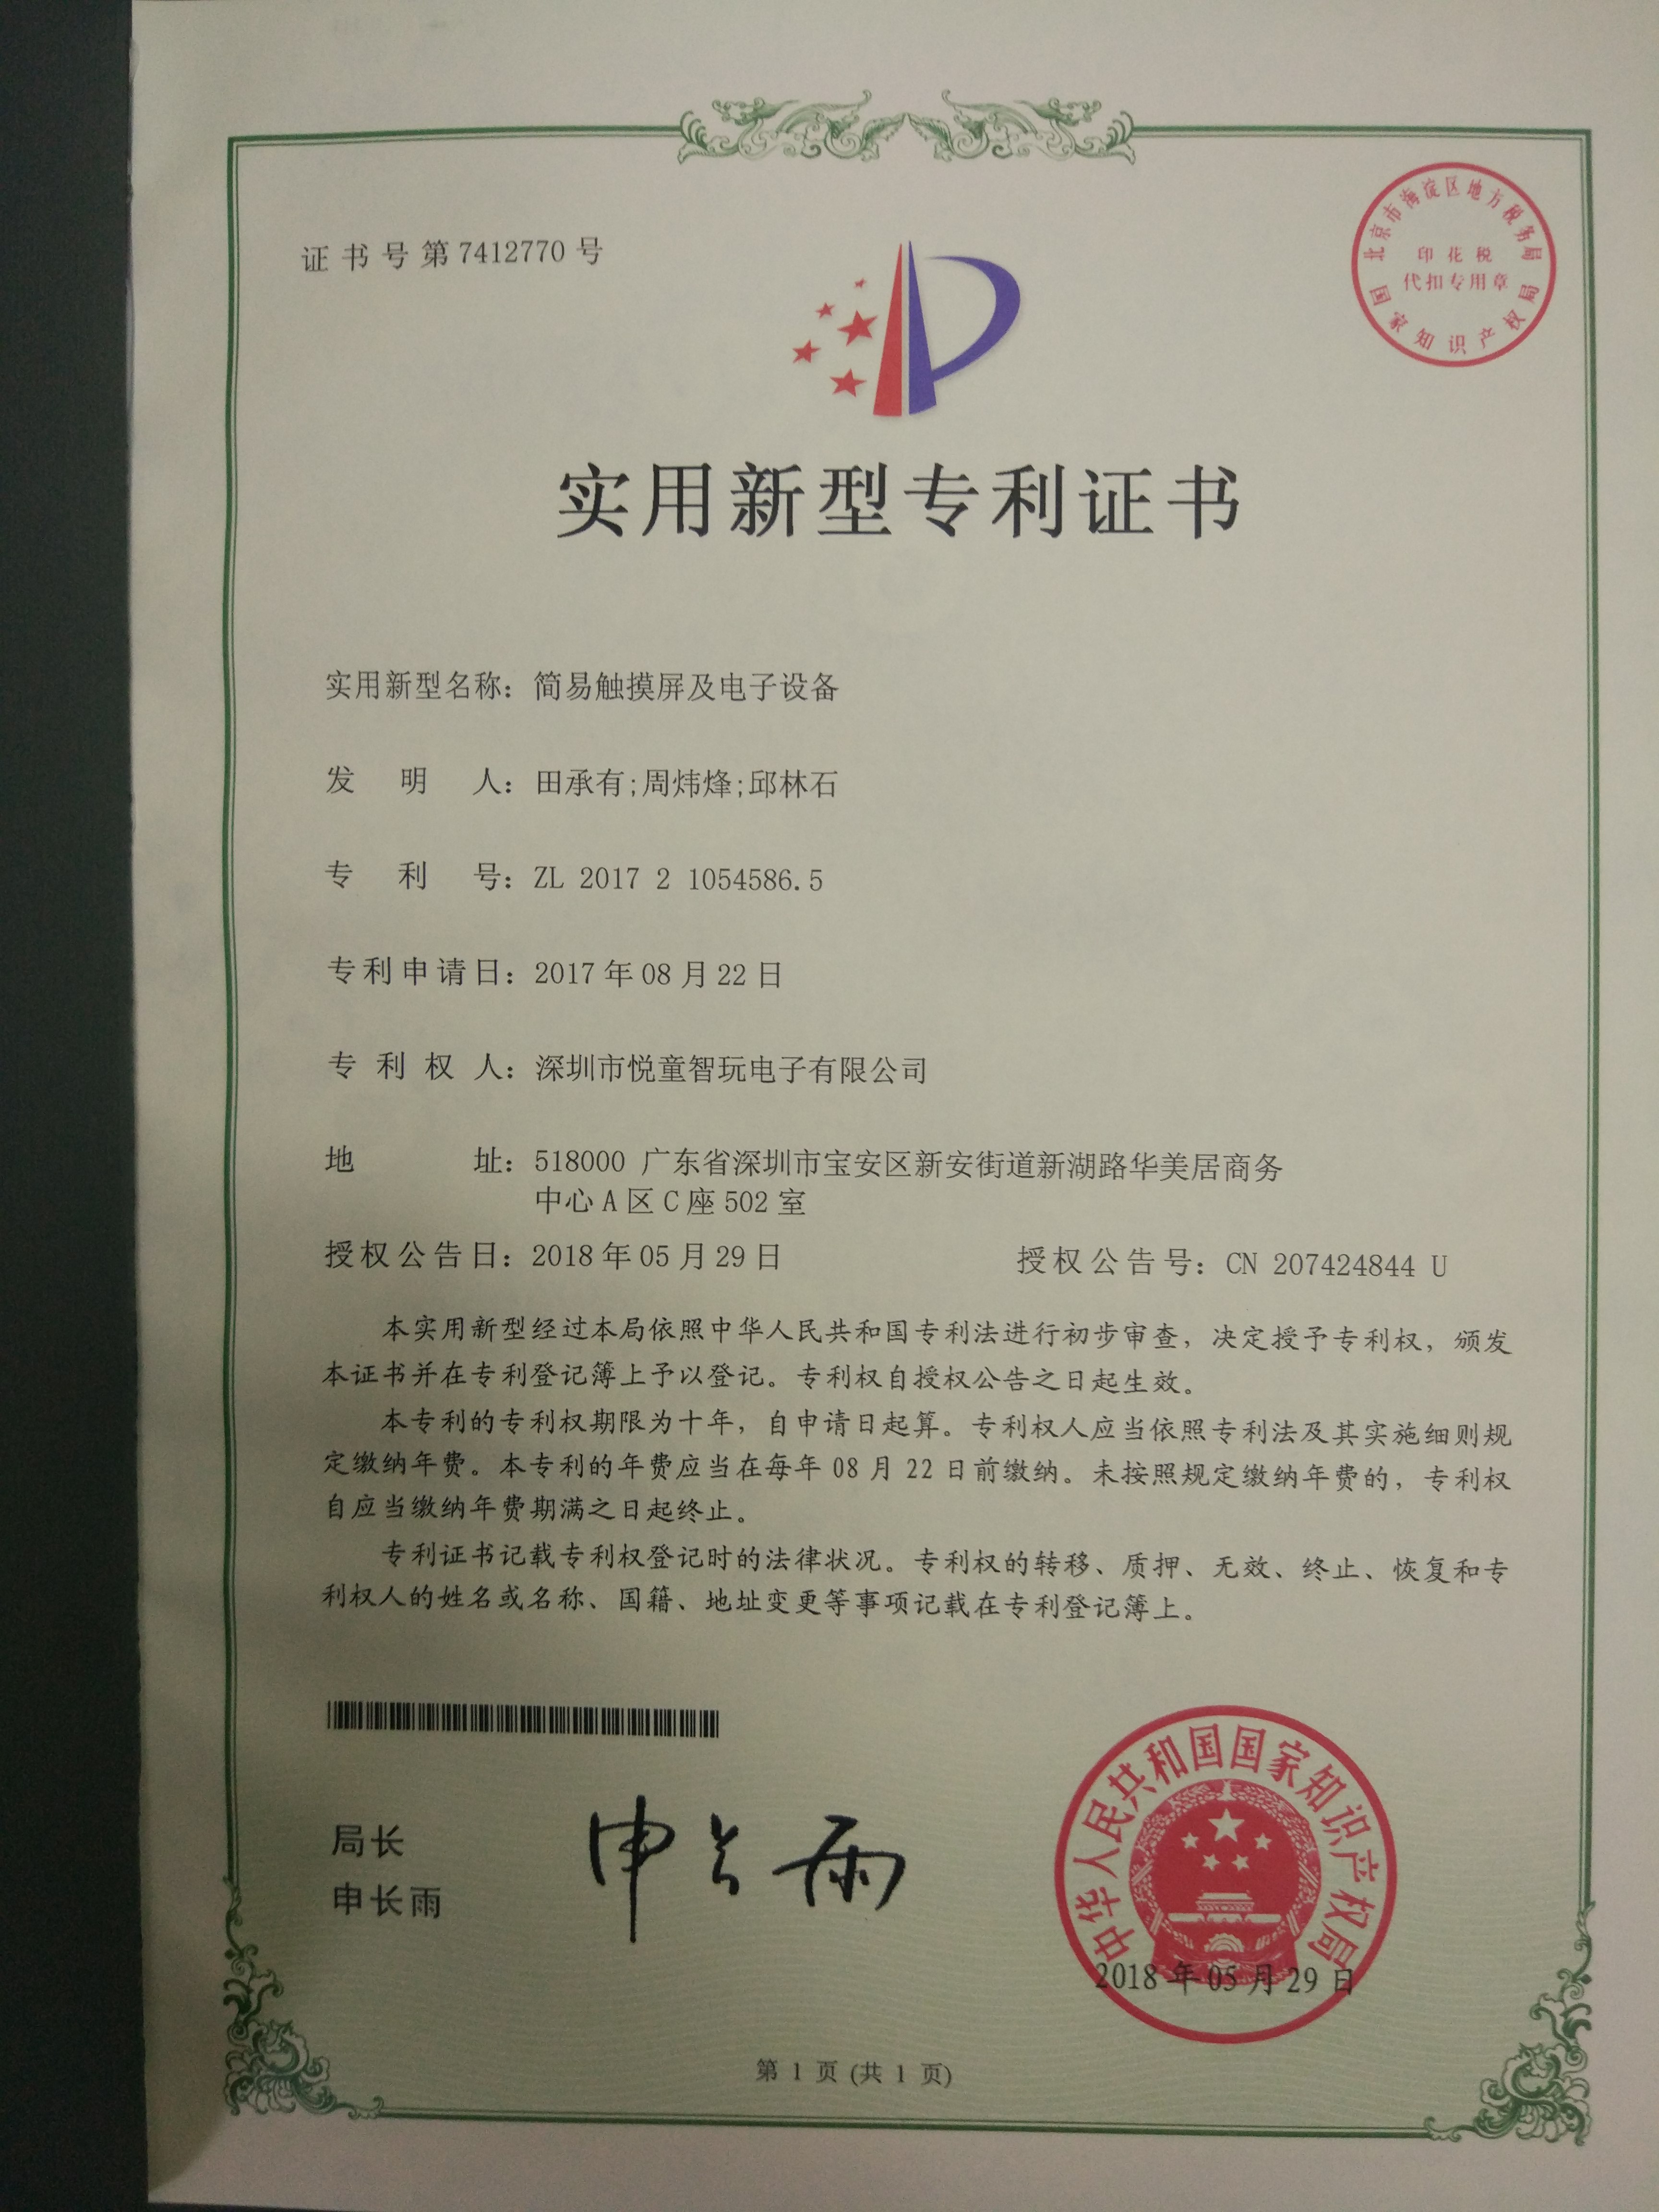 证书号第7412770号
北京市海淀区地方税务局
印花税
代扣专用章
国家知识产权局
实用新型专利证书
实用新型名称：简易触摸屏及电子设备
发明人：田承有;周炜烽;邱林石
专利号：ZL 2017 2 1054586.5
专利申请日：2017年08月22日
专利权人：深圳市悦童智玩电子有限公司
地址：518000 广东省深圳市宝安区新安街道新湖路华美居商务
中心A区C座502室
授权公告日：2018年05月29日 授权公告号：CN 207424844 U
本实用新型经过本局依照中华人民共和国专利法进行初步审查，决定授予专利权，颁发
本证书并在专利登记簿上予以登记。专利权自授权公告之日起生效。
本专利的专利权期限为十年，自申请日起算。专利权人应当依照专利法及其实施细则规
定缴纳年费。本专利的年费应当在每年08月22日前缴纳。未按照规定缴纳年费的，专利权
自应当缴纳年费期满之日起终止。
专利证书记载专利权登记时的法律状况。专利权的转移、质押、无效、终止、恢复和专
利权人的姓名或名称、国籍、地址变更等事项记载在专利登记簿上。
局长
申长雨
申长雨
中华人民共和国国家知识产权局
2018年05月29日
第1页(共1页)